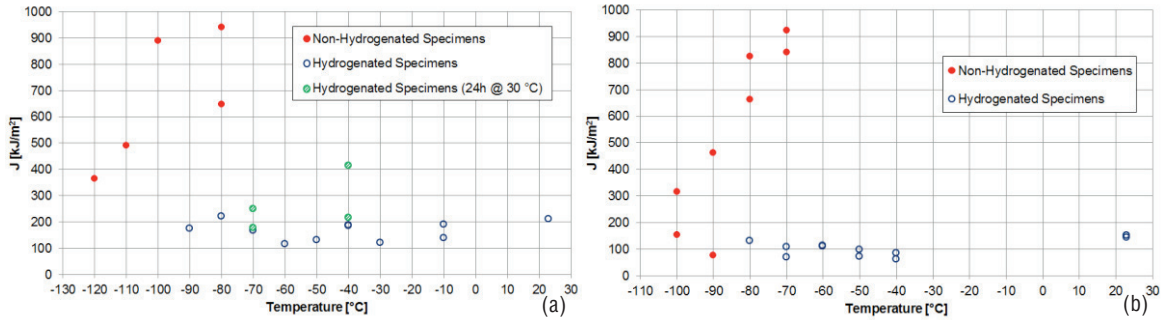 1000
900
800
700
600
500
400
300
200
100
0
J [kJ/m²]
Non-Hydrogenated Specimens
Hydrogenated Specimens
Hydrogenated Specimens (24h @ 30 °C)
-130 -120 -110 -100 -90 -80 -70 -60 -50 -40 -30 -20 -10 0 10 20 30
Temperature [°C]
(a)
1000
900
800
700
600
500
400
300
200
100
0
J [kJ/m²]
Non-Hydrogenated Specimens
Hydrogenated Specimens
-110 -100 -90 -80 -70 -60 -50 -40 -30 -20 -10 0 10 20 30
Temperature [°C]
(b)